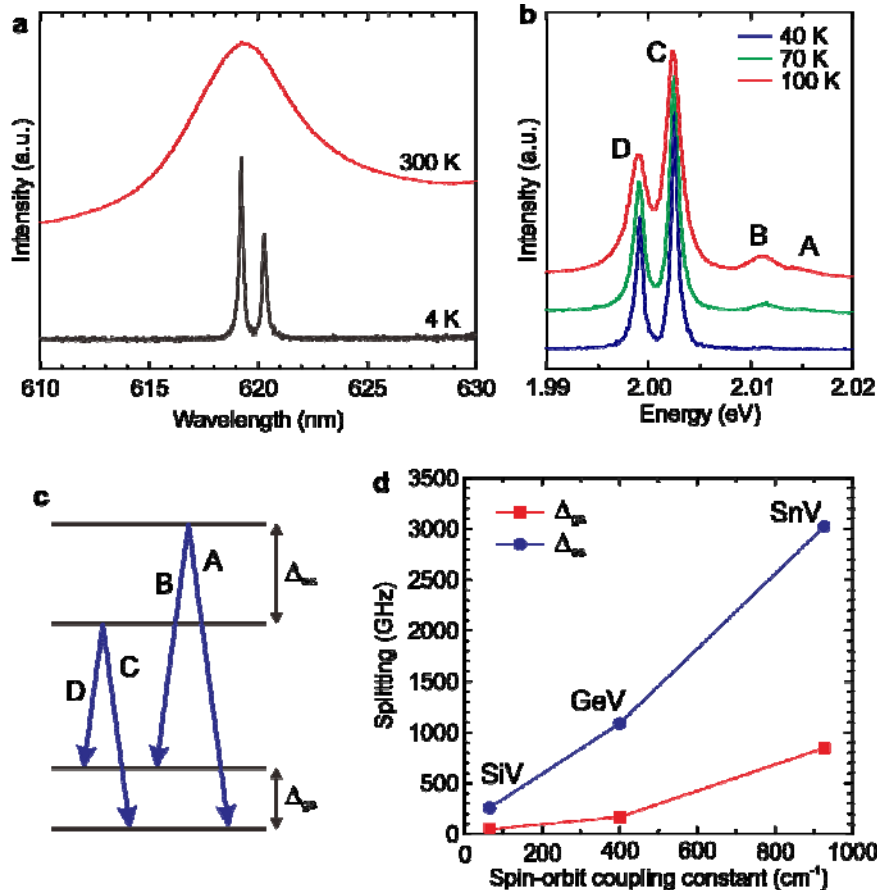 a
Intensity (a.u.)
300 K
4 K
610 615 620 625 630
Wavelength (nm)
b
Intensity (a.u.)
40 K
70 K
100 K
C
D
B
A
1.99 2.00 2.01 2.02
Energy (eV)
c
B A
Δes
D C
Δgs
d
Δgs
Δes
SnV
GeV
SiV
Splitting (GHz)
3500
3000
2500
2000
1500
1000
500
0
0 200 400 600 800 1000
Spin-orbit coupling constant (cm⁻¹)